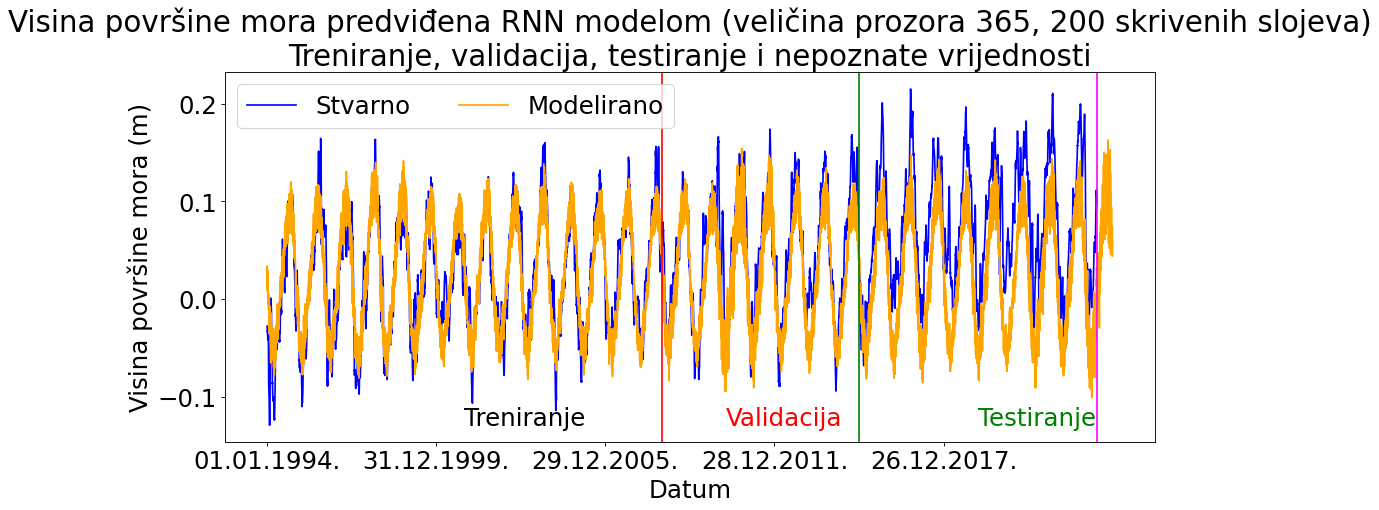 Visina površine mora predviđena RNN modelom (veličina prozora 365, 200 skrivenih slojeva)
Treniranje, validacija, testiranje i nepoznate vrijednosti
Stvarno
Modelirano
Visina površine mora (m)
0.2
0.1
0.0
−0.1
Treniranje
Validacija
Testiranje
01.01.1994.
31.12.1999.
29.12.2005.
28.12.2011.
26.12.2017.
Datum